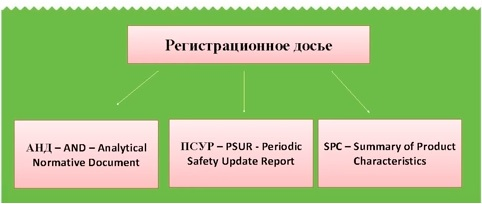 Регистрационное досье
АНД – AND – Analytical
Normative Document
ПСУР – PSUR - Periodic
Safety Update Report
SPC – Summary of Product
Characteristics